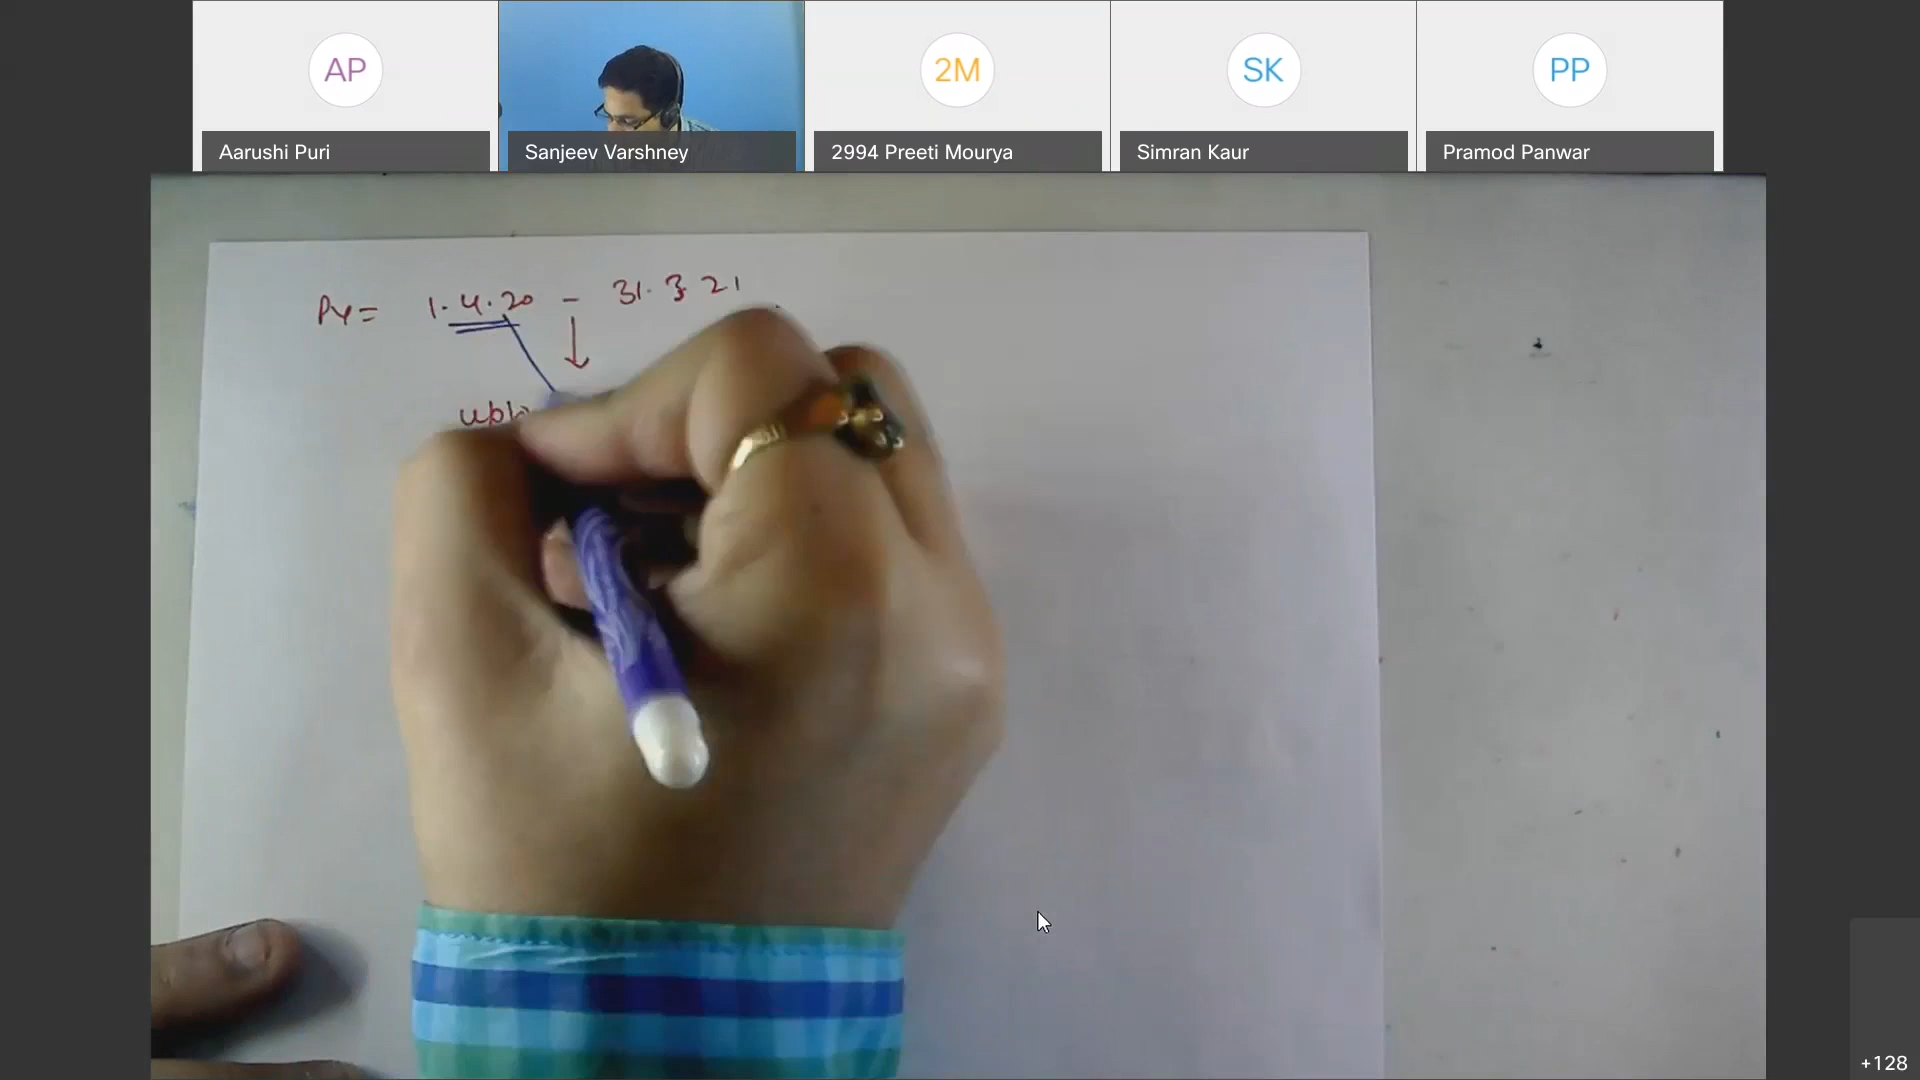 AP
2M
SK
PP
Aarushi Puri
Sanjeev Varshney
2994 Preeti Mourya
Simran Kaur
Pramod Panwar
PY = 1.4.20 - 31.3.21
+128